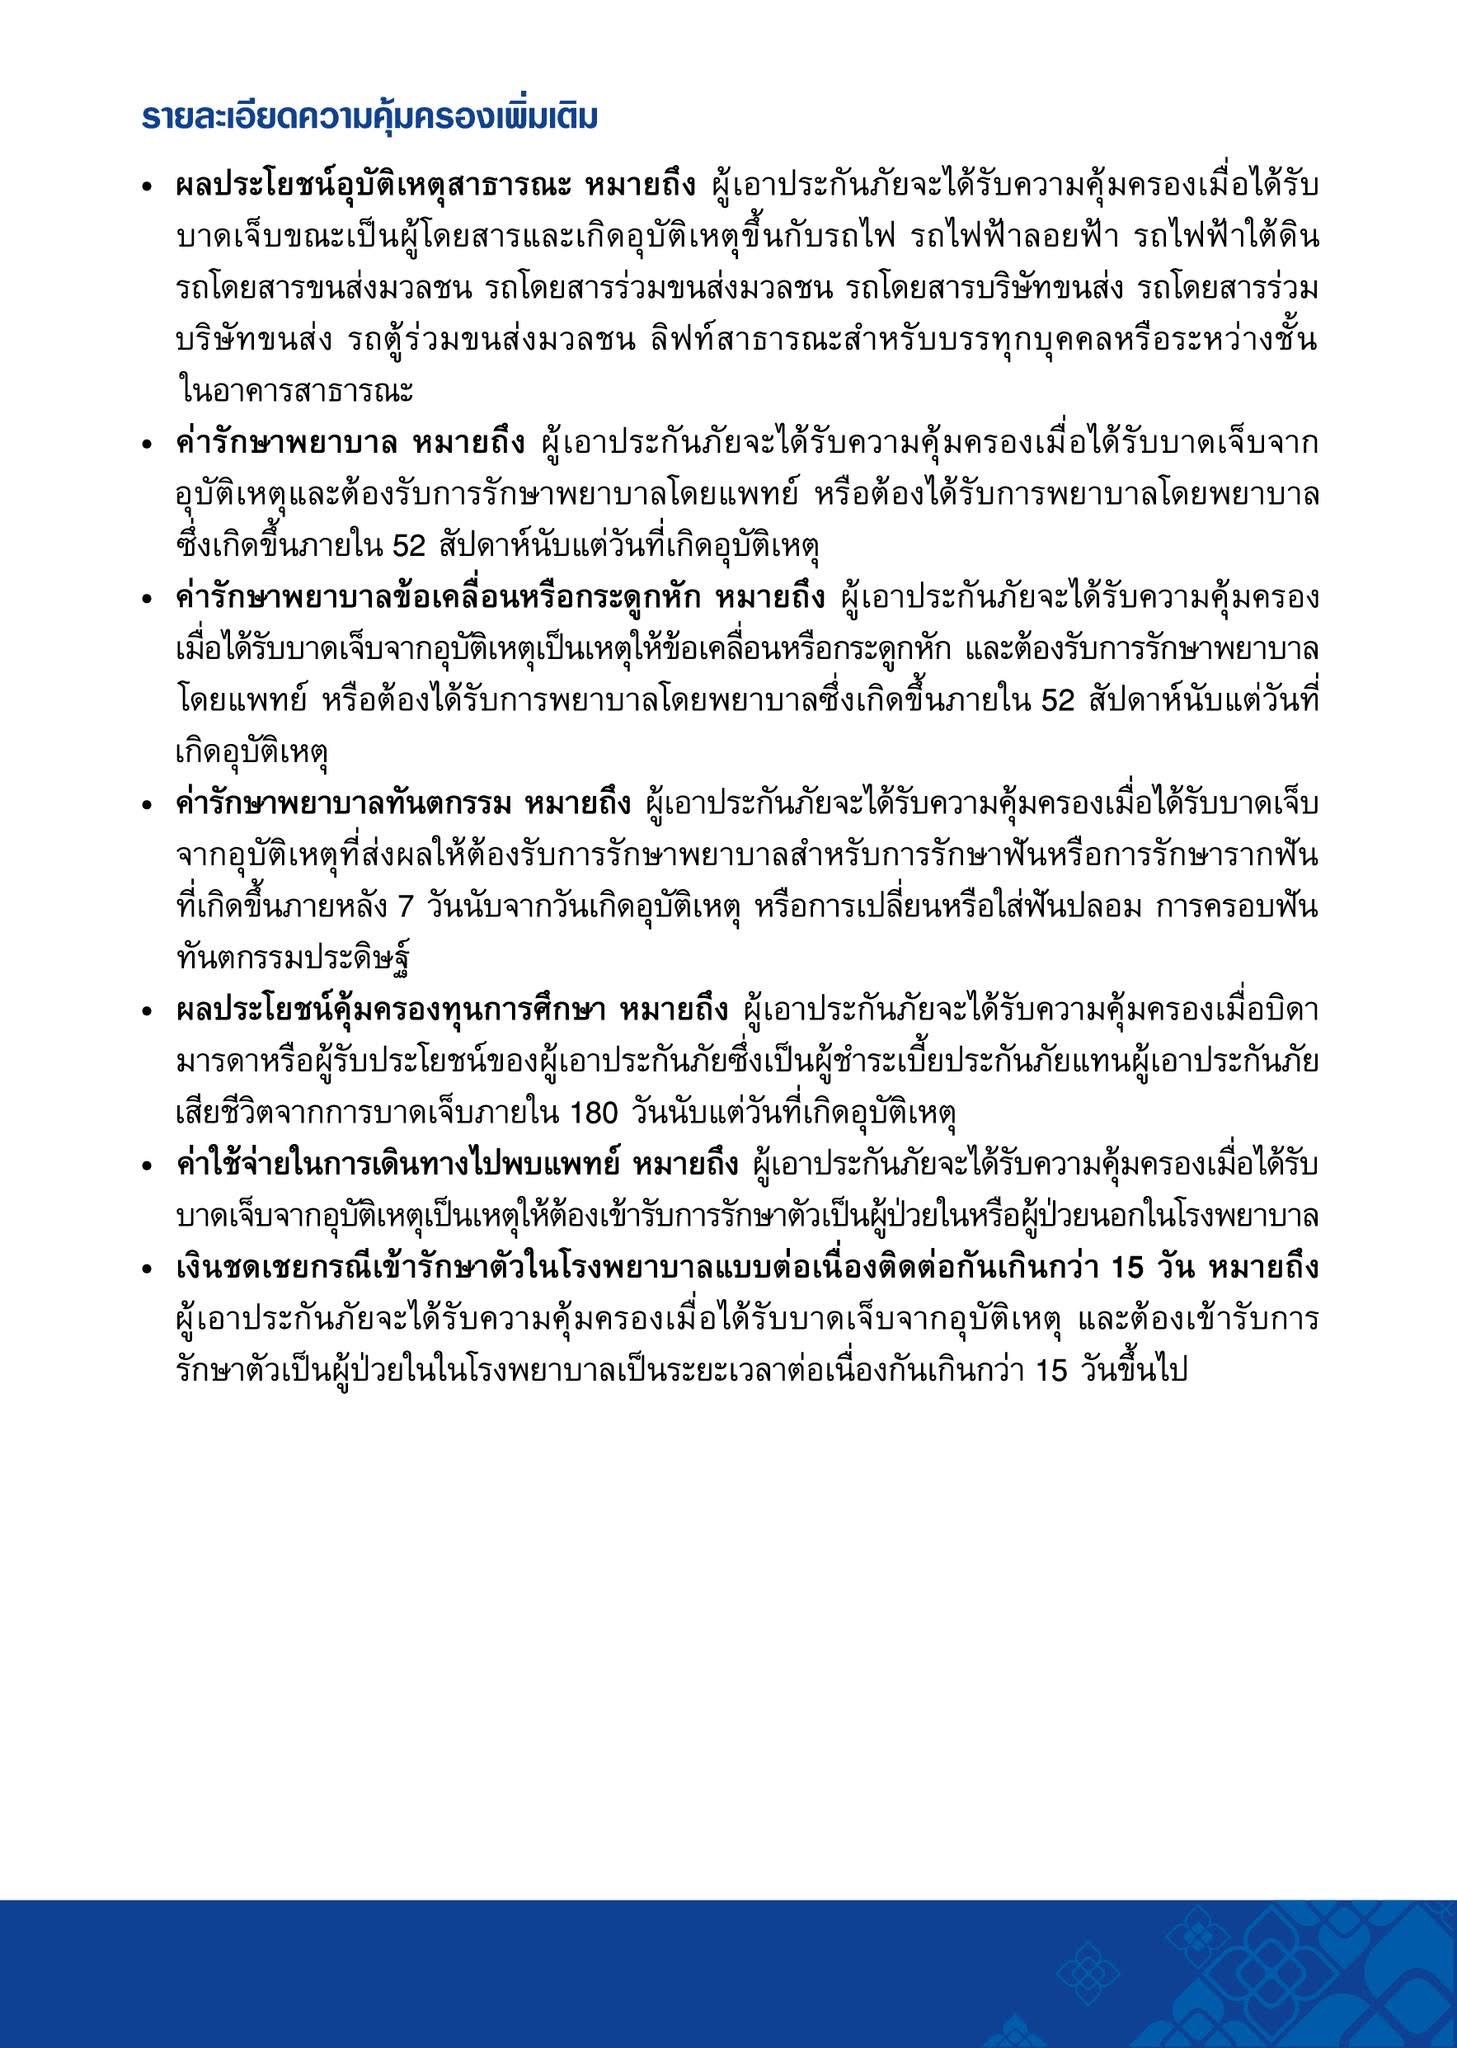 รายละเอียดความคุ้มครองเพิ่มเติม
• ผลประโยชน์อุบัติเหตุสาธารณะ หมายถึง ผู้เอาประกันภัยจะได้รับความคุ้มครองเมื่อได้รับ
บาดเจ็บขณะเป็นผู้โดยสารและเกิดอุบัติเหตุขึ้นกับรถไฟ รถไฟฟ้าลอยฟ้า รถไฟฟ้าใต้ดิน
รถโดยสารขนส่งมวลชน รถโดยสารร่วมขนส่งมวลชน รถโดยสารบริษัทขนส่ง รถโดยสารร่วม
บริษัทขนส่ง รถตู้ร่วมขนส่งมวลชน ลิฟท์สาธารณะสำหรับบรรทุกบุคคลหรือระหว่างชั้น
ในอาคารสาธารณะ
• ค่ารักษาพยาบาล หมายถึง ผู้เอาประกันภัยจะได้รับความคุ้มครองเมื่อได้รับบาดเจ็บจาก
อุบัติเหตุและต้องรับการรักษาพยาบาลโดยแพทย์ หรือต้องได้รับการพยาบาลโดยพยาบาล
ซึ่งเกิดขึ้นภายใน 52 สัปดาห์นับแต่วันที่เกิดอุบัติเหตุ
• ค่ารักษาพยาบาลข้อเคลื่อนหรือกระดูกหัก หมายถึง ผู้เอาประกันภัยจะได้รับความคุ้มครอง
เมื่อได้รับบาดเจ็บจากอุบัติเหตุเป็นเหตุให้ข้อเคลื่อนหรือกระดูกหัก และต้องรับการรักษาพยาบาล
โดยแพทย์ หรือต้องได้รับการพยาบาลโดยพยาบาลซึ่งเกิดขึ้นภายใน 52 สัปดาห์นับแต่วันที่
เกิดอุบัติเหตุ
• ค่ารักษาพยาบาลทันตกรรม หมายถึง ผู้เอาประกันภัยจะได้รับความคุ้มครองเมื่อได้รับบาดเจ็บ
จากอุบัติเหตุที่ส่งผลให้ต้องรับการรักษาพยาบาลสำหรับการรักษาฟันหรือการรักษารากฟัน
ที่เกิดขึ้นภายหลัง 7 วันนับจากวันเกิดอุบัติเหตุ หรือการเปลี่ยนหรือใส่ฟันปลอม การครอบฟัน
ทันตกรรมประดิษฐ์
• ผลประโยชน์คุ้มครองทุนการศึกษา หมายถึง ผู้เอาประกันภัยจะได้รับความคุ้มครองเมื่อบิดา
มารดาหรือผู้รับประโยชน์ของผู้เอาประกันภัยซึ่งเป็นผู้ชำระเบี้ยประกันภัยแทนผู้เอาประกันภัย
เสียชีวิตจากการบาดเจ็บภายใน 180 วันนับแต่วันที่เกิดอุบัติเหตุ
• ค่าใช้จ่ายในการเดินทางไปพบแพทย์ หมายถึง ผู้เอาประกันภัยจะได้รับความคุ้มครองเมื่อได้รับ
บาดเจ็บจากอุบัติเหตุเป็นเหตุให้ต้องเข้ารับการรักษาตัวเป็นผู้ป่วยในหรือผู้ป่วยนอกในโรงพยาบาล
• เงินชดเชยกรณีเข้ารักษาตัวในโรงพยาบาลแบบต่อเนื่องติดต่อกันเกินกว่า 15 วัน หมายถึง
ผู้เอาประกันภัยจะได้รับความคุ้มครองเมื่อได้รับบาดเจ็บจากอุบัติเหตุ และต้องเข้ารับการ
รักษาตัวเป็นผู้ป่วยในในโรงพยาบาลเป็นระยะเวลาต่อเนื่องกันเกินกว่า 15 วันขึ้นไป